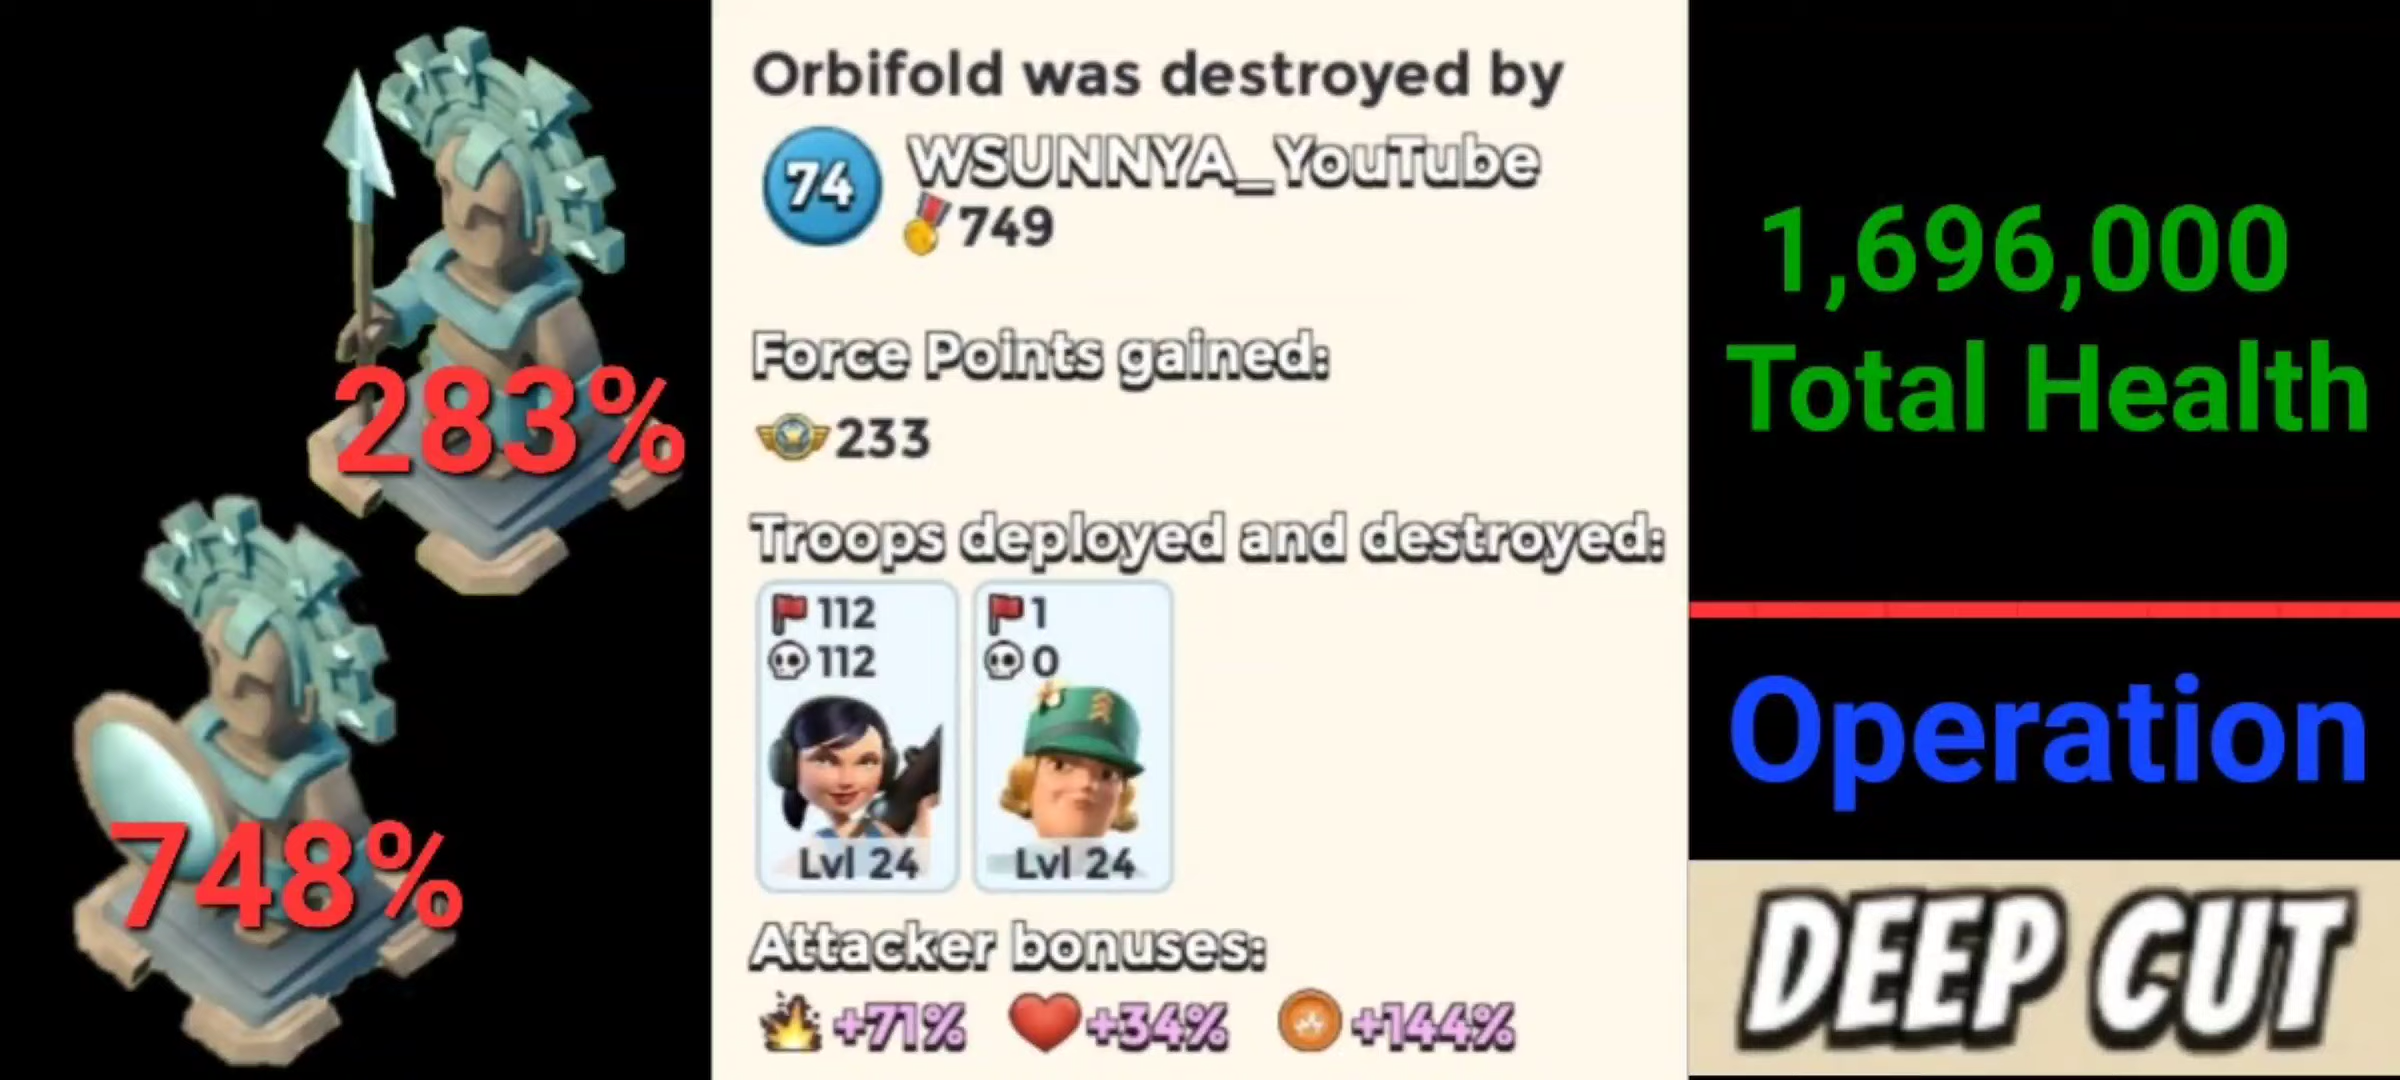 283%
748%
Orbifold was destroyed by
74 WSUNNYA_YouTube
749
Force Points gained:
233
Troops deployed and destroyed:
112 1
112 0
Lvl 24 Lvl 24
Attacker bonuses:
+71% +34% +144%
1,696,000
Total Health
Operation
DEEP CUT